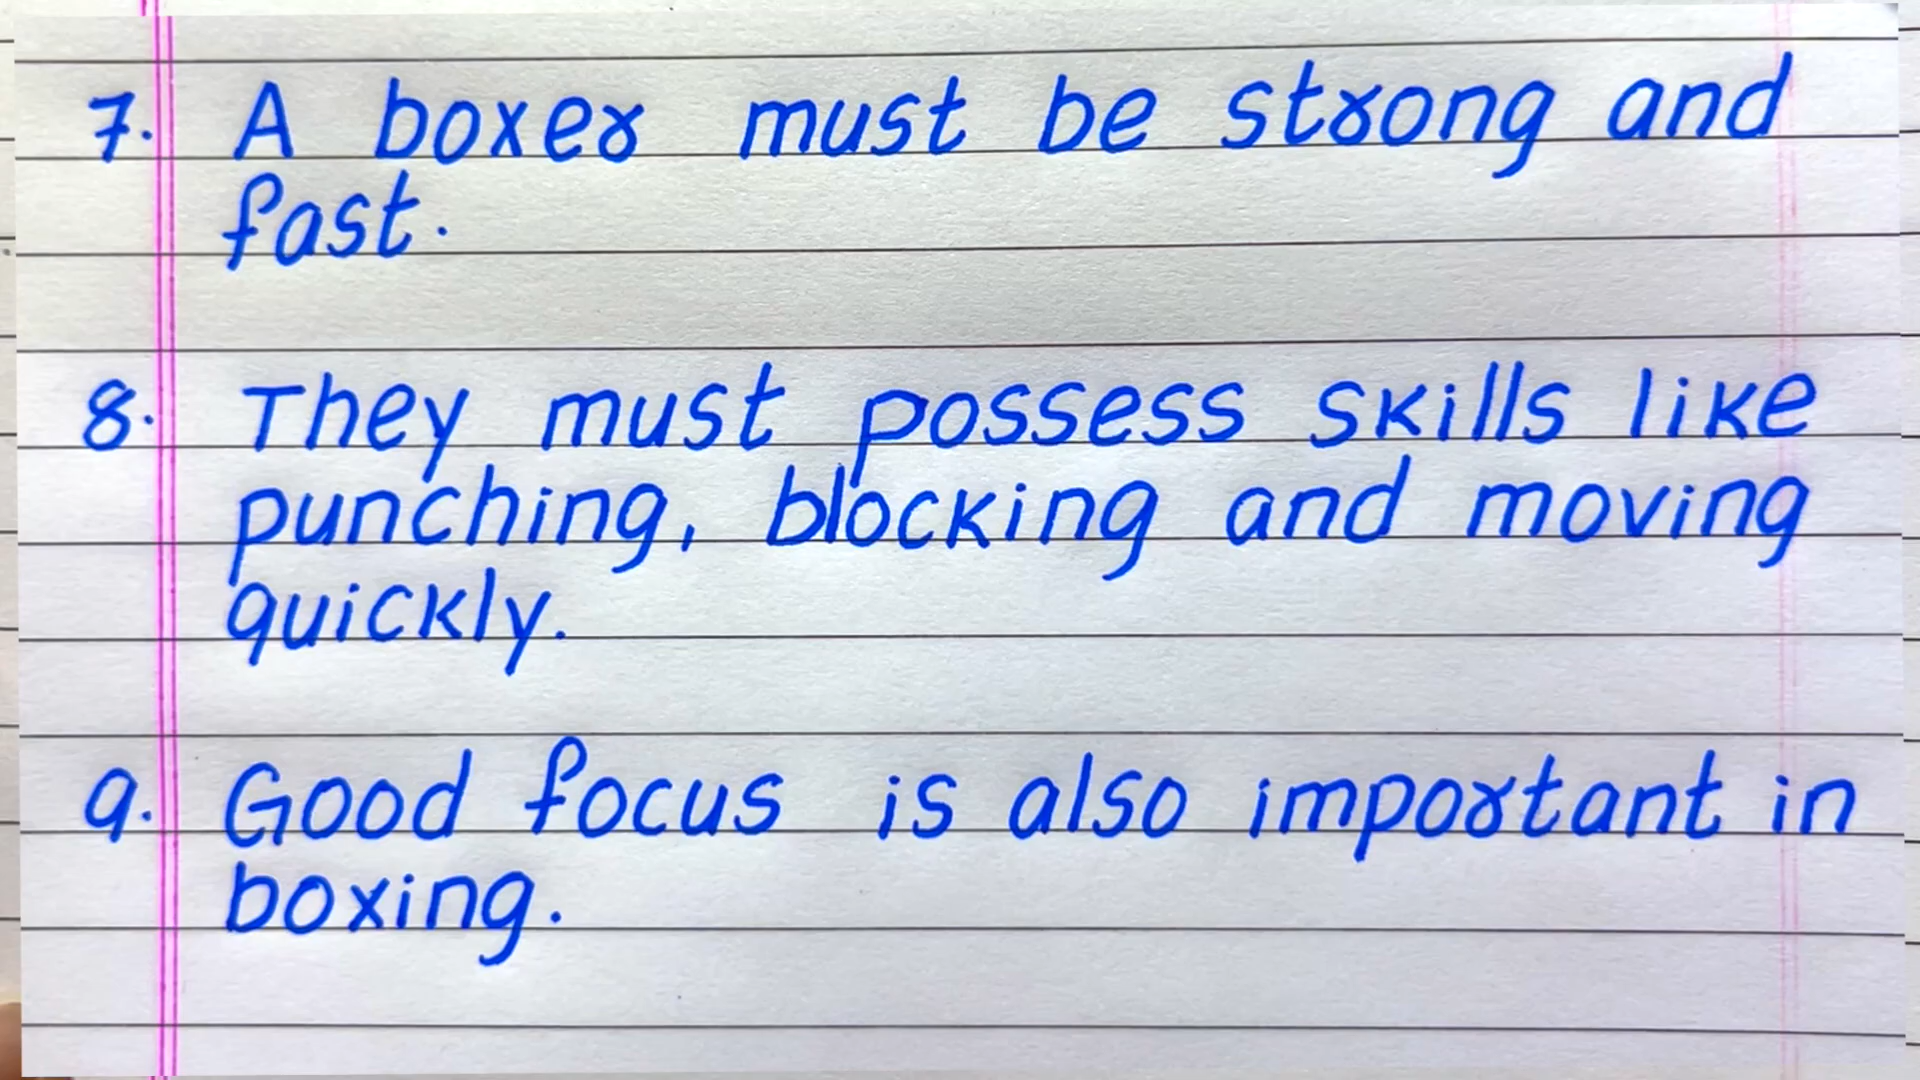 7. A boxer must be strong and
fast.
8. They must possess skills like
punching, blocking and moving
quickly.
9. Good focus is also important in
boxing.